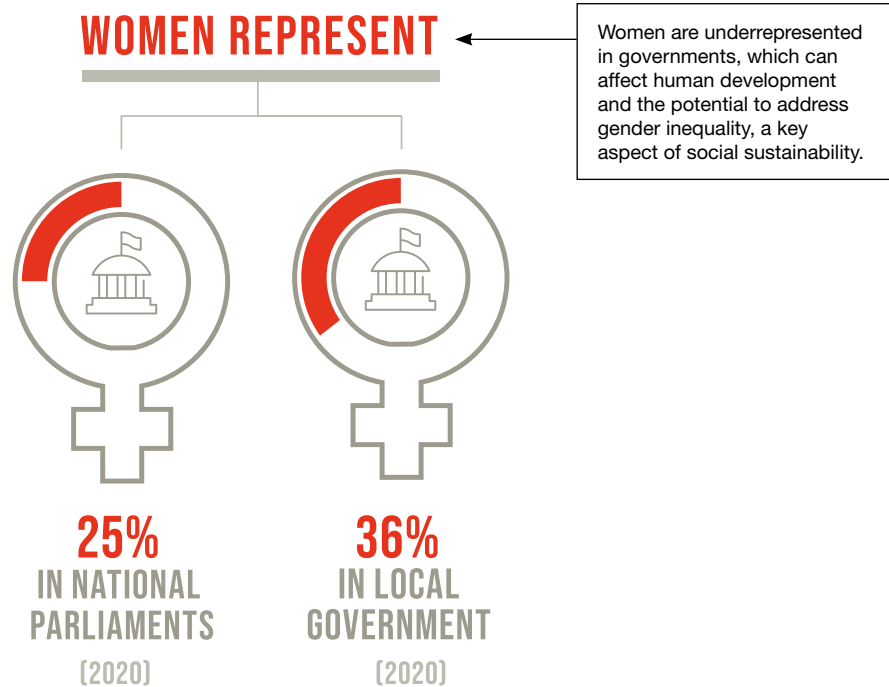 WOMEN REPRESENT
Women are underrepresented
in governments, which can
affect human development
and the potential to address
gender inequality, a key
aspect of social sustainability.
25%
IN NATIONAL
PARLIAMENTS
(2020)
36%
IN LOCAL
GOVERNMENT
(2020)